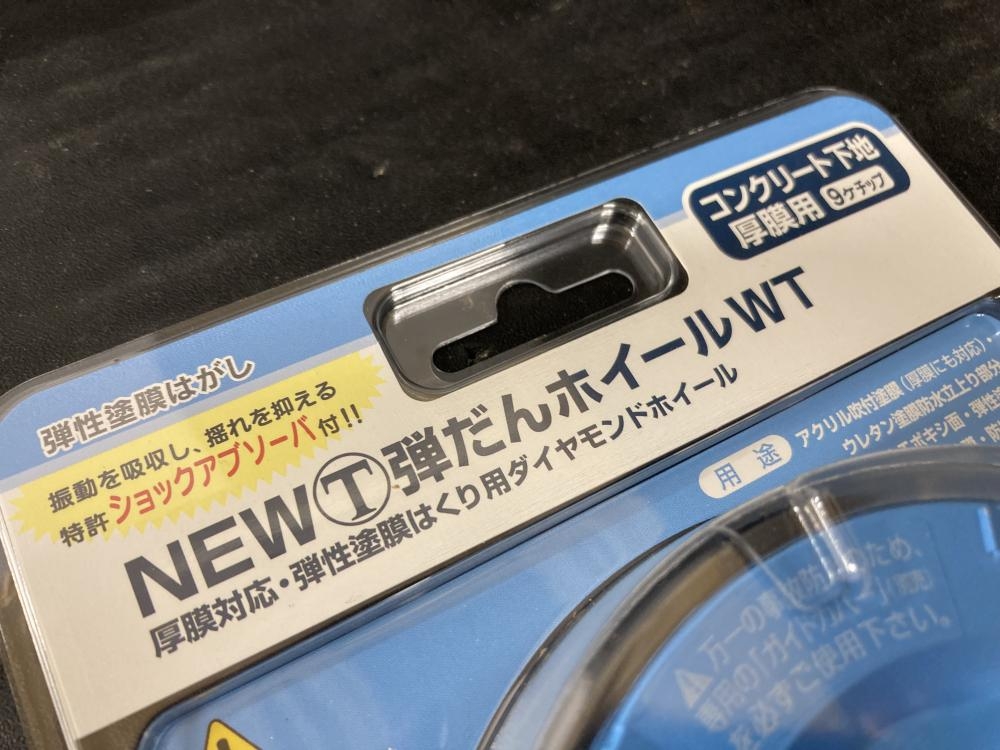 コンクリート下地
厚膜用 9ケチップ
弾性塗膜はがし
振動を吸収し、揺れを抑える
特許ショックアブソーバ付!!
NEWⓉ弾だんホイールWT
厚膜対応・弾性塗膜はくり用ダイヤモンドホイール
用途 アクリル吹付塗膜(厚膜にも対応)・
ウレタン塗膜防水立上り部分
エポキシ面・弾性
万一の事故防止のため、
専用の「ガイドカバー」(別売)
を必ずご使用下さい。